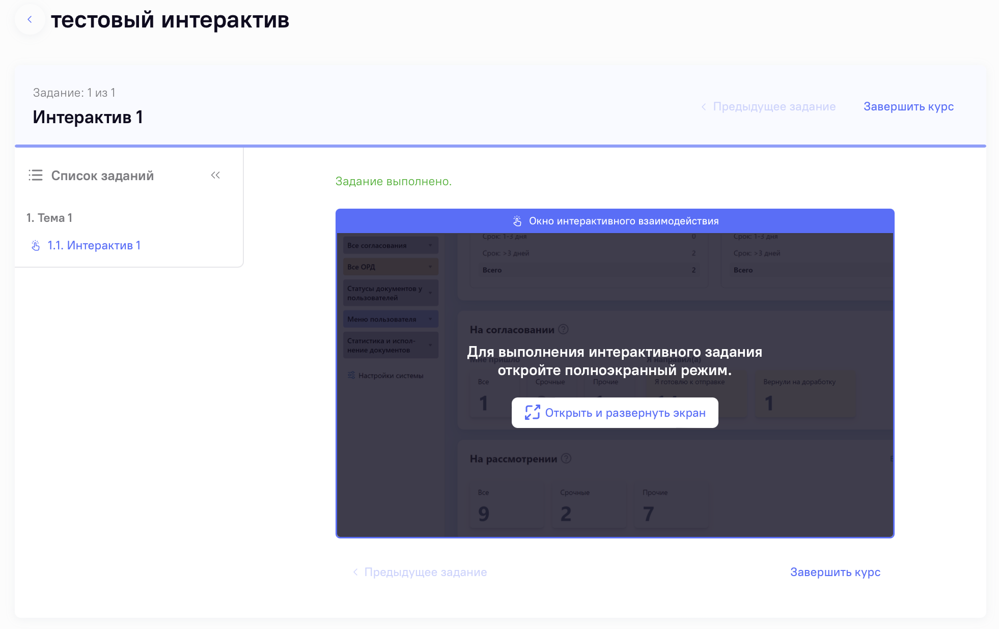 тестовый интерактив
Задание: 1 из 1
Интерактив 1
Предыдущее задание
Завершить курс
Список заданий
1. Тема 1
1.1. Интерактив 1
Задание выполнено.
Окно интерактивного взаимодействия
Все согласования
Все ОРД
Статусы документов у
пользователей
Меню пользователя
Статистика и испол-
нение документов
Настройки системы
Срок: 1-3 дня 0
Срок: >3 дней 2
Всего 2
Срок: 1-3 дня
Срок: >3 дней
Всего
На согласовании
Для выполнения интерактивного задания
откройте полноэкранный режим.
Мне пришло
Я направил(а)
Все
1
Срочные
Прочие
Я готовлю к отправке
Вернули на доработку
1
Открыть и развернуть экран
На рассмотрении
Все
9
Срочные
2
Прочие
7
Предыдущее задание
Завершить курс